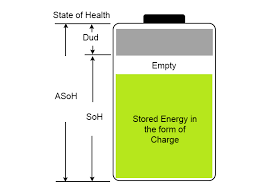 State of Health
Dud
Empty
ASoH
SoH
Stored Energy in
the form of
Charge